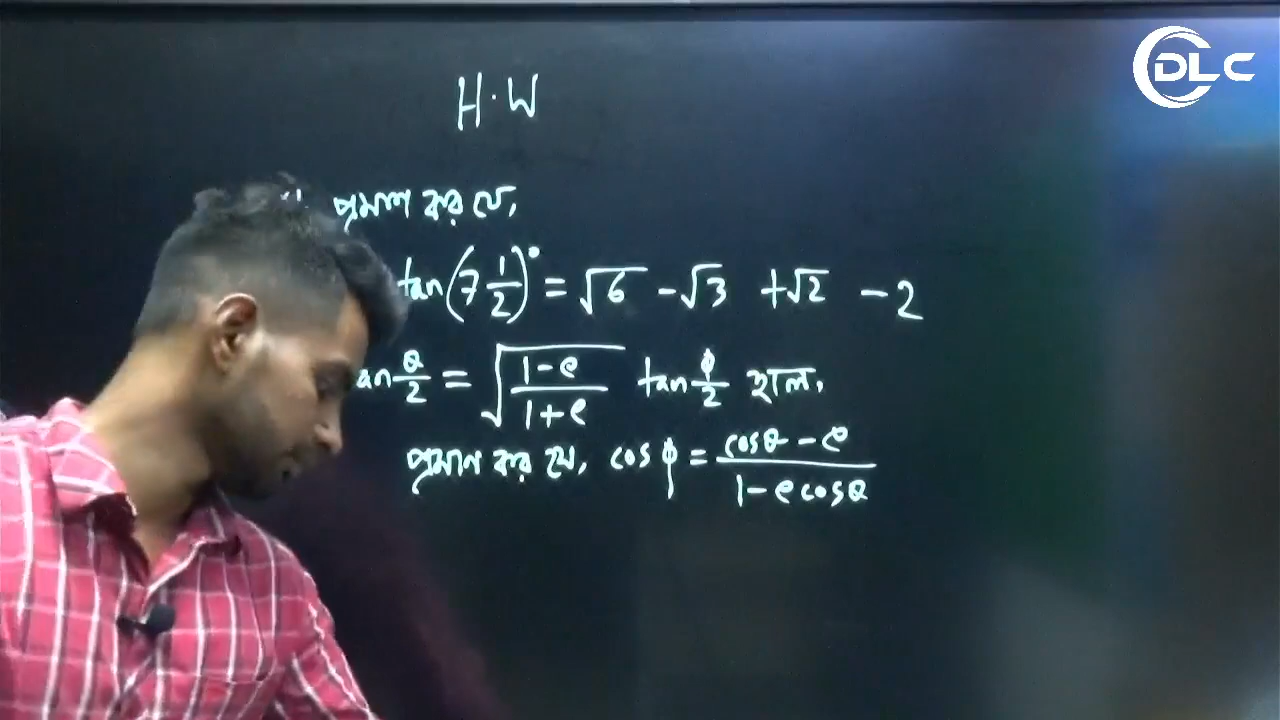 DLC
H.W
প্রমাণ কর যে,
tan(7 1/2)° = √6 - √3 + √2 - 2
an θ/2 = √((1-e)/(1+e)) tan ϕ/2 হলে,
প্রমাণ কর যে, cos ϕ = (cosθ - e)/(1 - e cosθ)